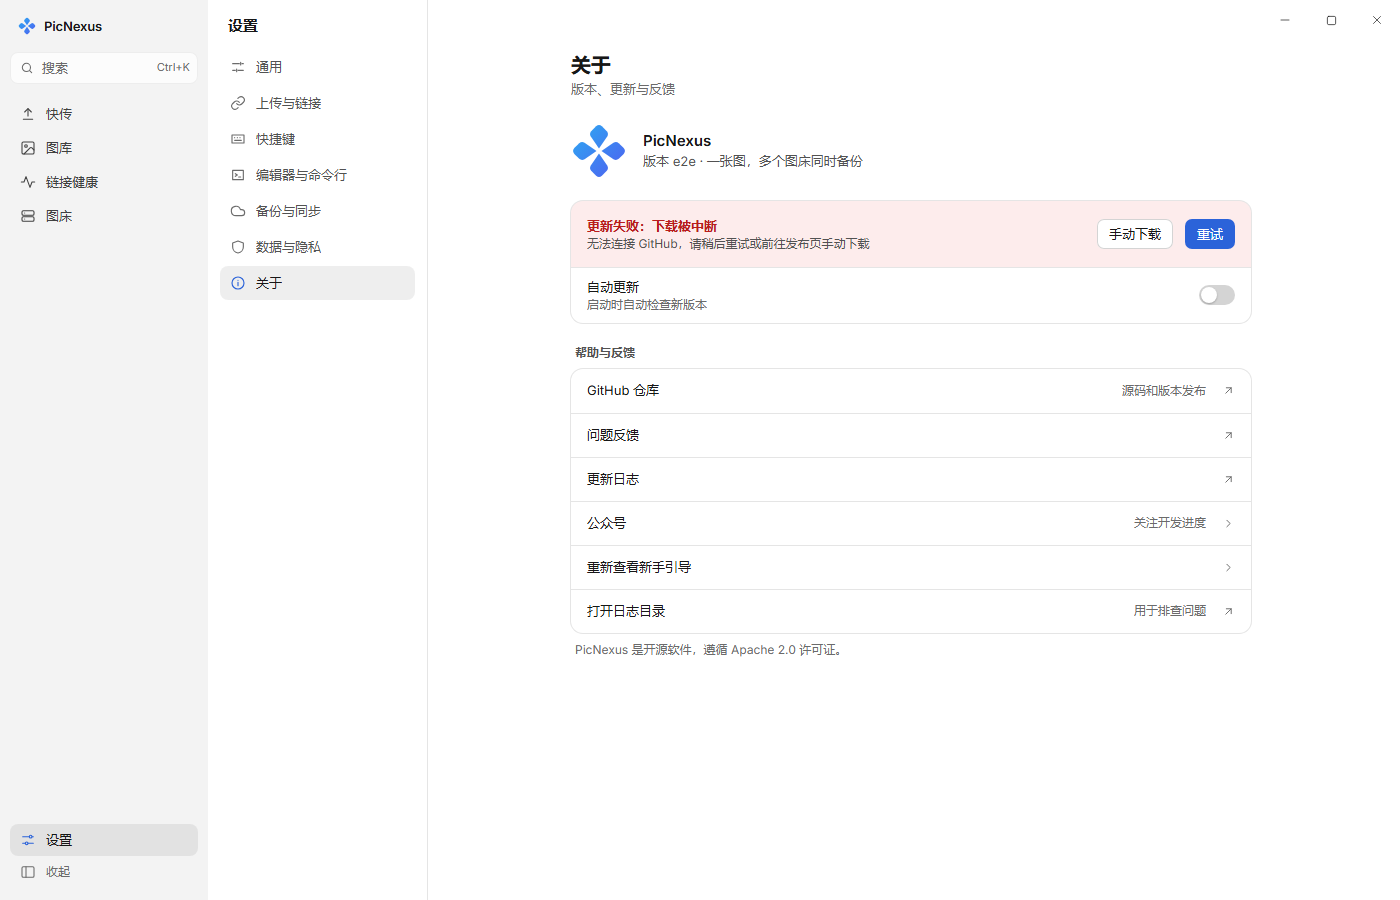 PicNexus
搜索 Ctrl+K
快传
图库
链接健康
图床
设置
收起
设置
通用
上传与链接
快捷键
编辑器与命令行
备份与同步
数据与隐私
关于
关于
版本、更新与反馈
PicNexus
版本 e2e · 一张图，多个图床同时备份
更新失败：下载被中断
无法连接 GitHub，请稍后重试或前往发布页手动下载
手动下载
重试
自动更新
启动时自动检查新版本
帮助与反馈
GitHub 仓库 源码和版本发布
问题反馈
更新日志
公众号 关注开发进度
重新查看新手引导
打开日志目录 用于排查问题
PicNexus 是开源软件，遵循 Apache 2.0 许可证。